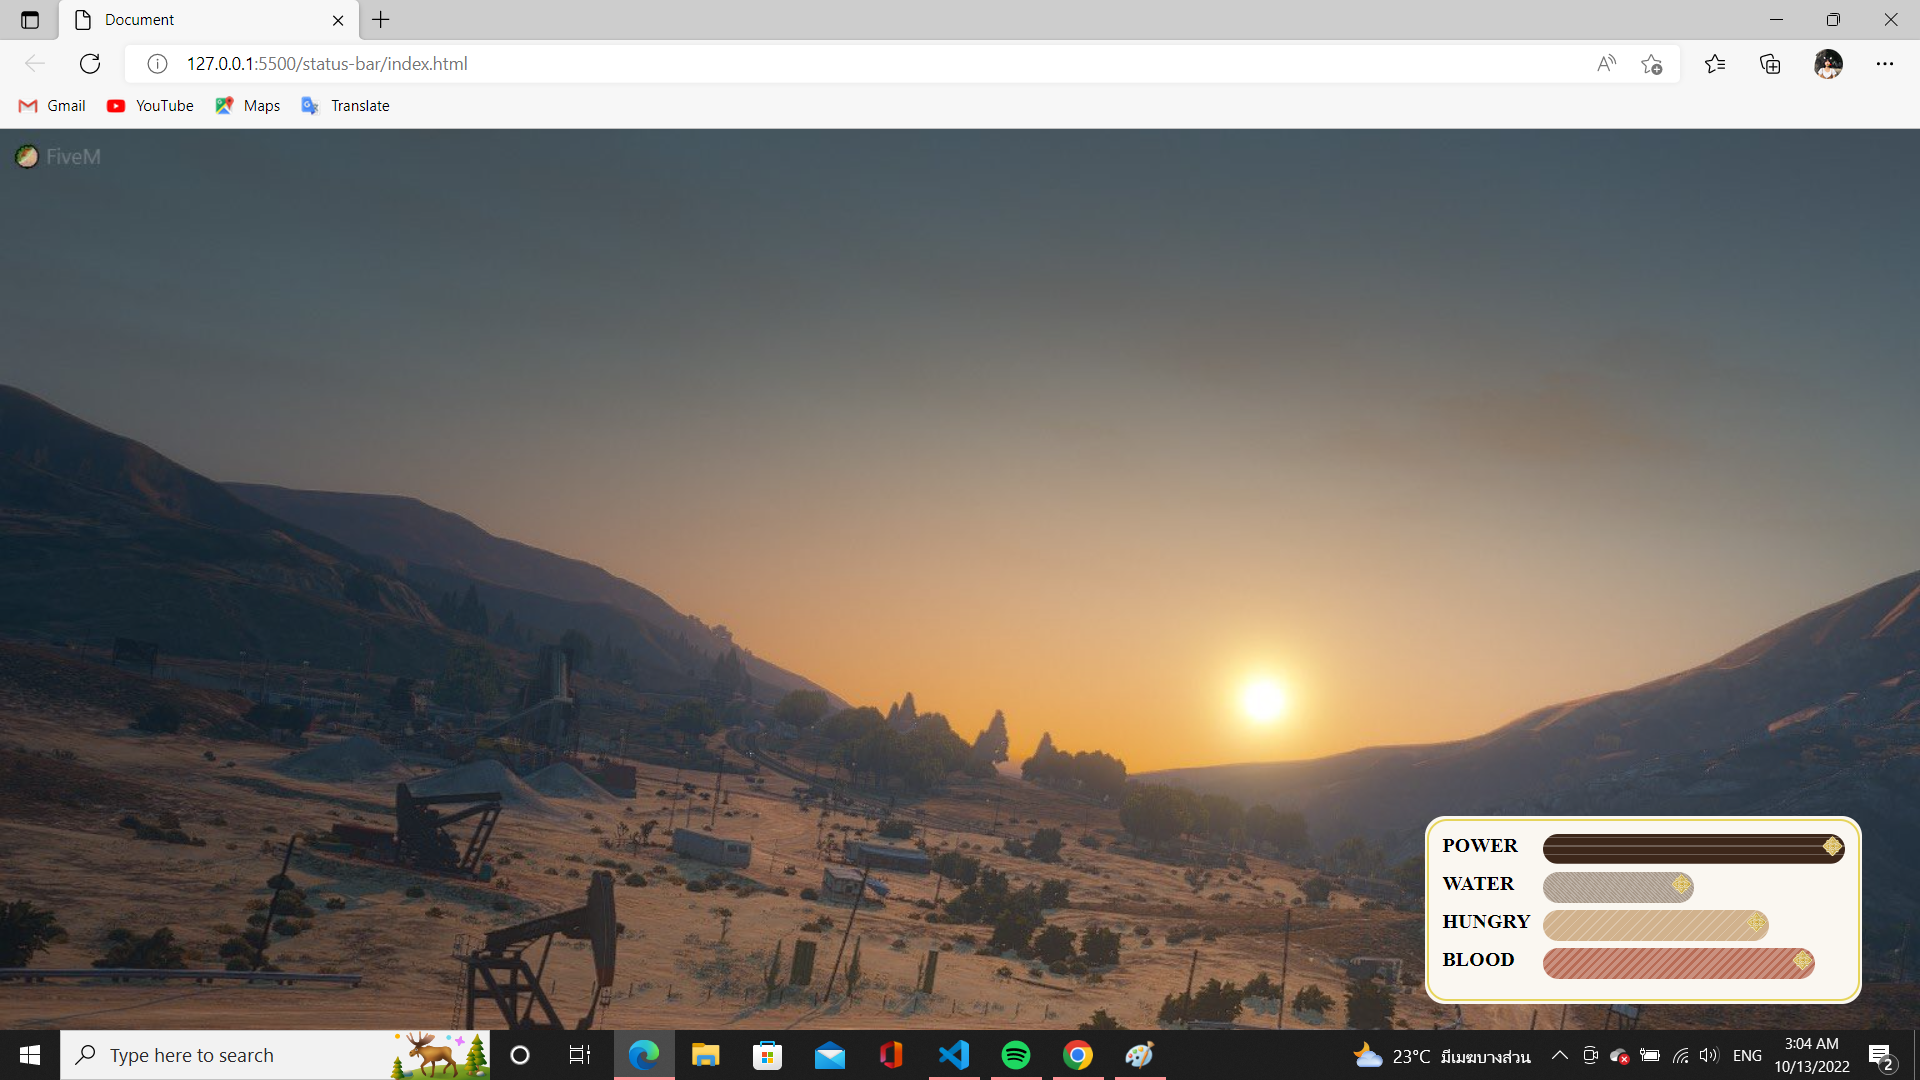 Document
127.0.0.1:5500/status-bar/index.html
Gmail YouTube Maps Translate
FiveM
POWER
WATER
HUNGRY
BLOOD
Type here to search
23°C มีเมฆบางส่วน
ENG
3:04 AM
10/13/2022
2